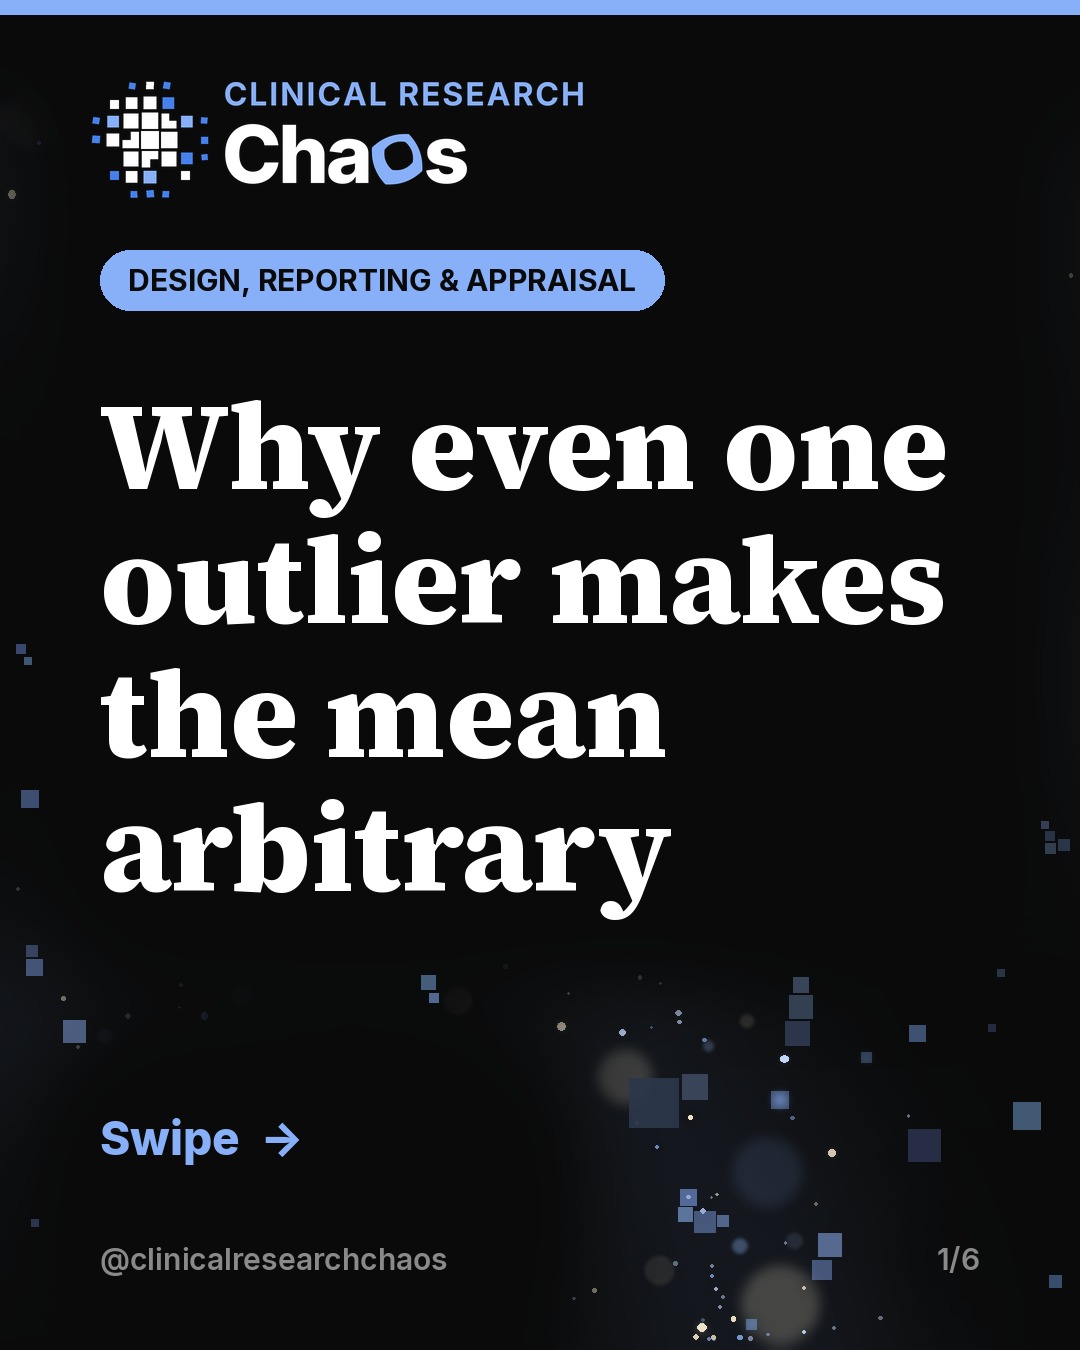 CLINICAL RESEARCH
Chaos
DESIGN, REPORTING & APPRAISAL
Why even one
outlier makes
the mean
arbitrary
Swipe →
@clinicalresearchchaos
1/6